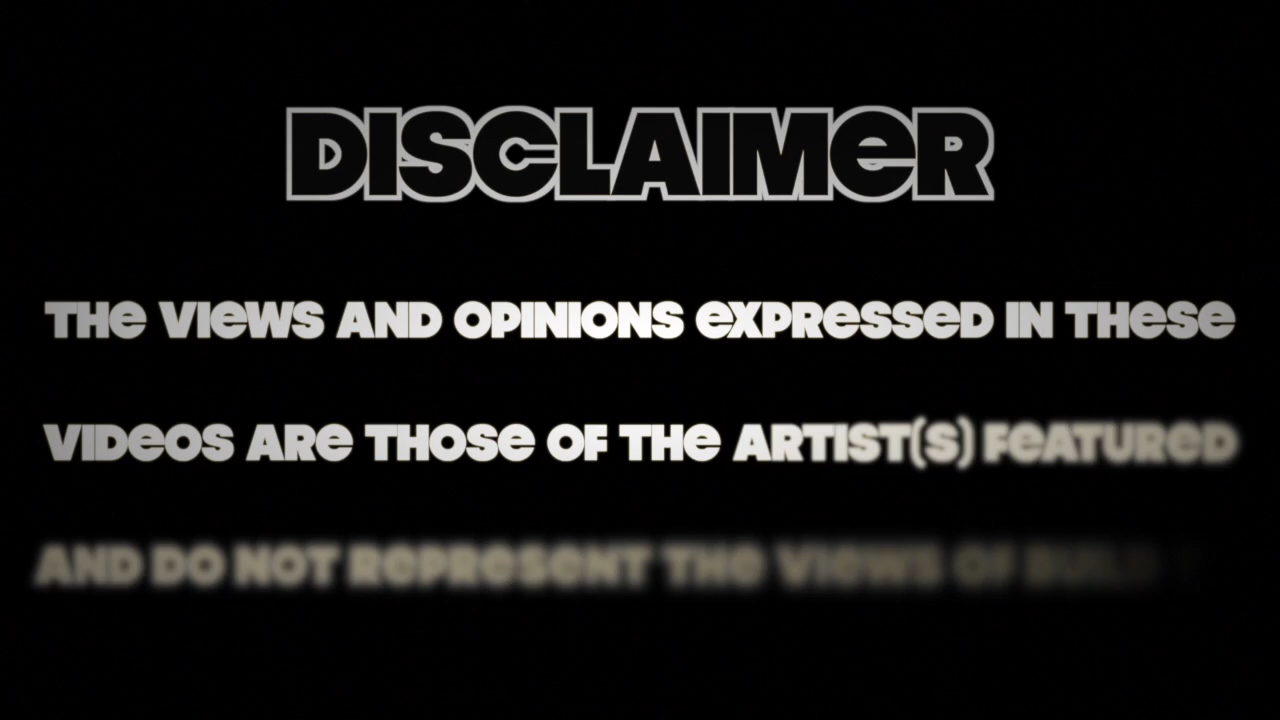 DISCLAIMER
THE VIEWS AND OPINIONS EXPRESSED IN THESE
VIDEOS ARE THOSE OF THE ARTIST(S) FEATURED
AND DO NOT REPRESENT THE VIEWS OF